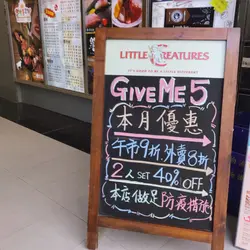 LITTLE CREATURES
GIVE ME 5
本月優惠
午市9折,外賣8折
2人 SET 40% OFF
本店做足防疫措施